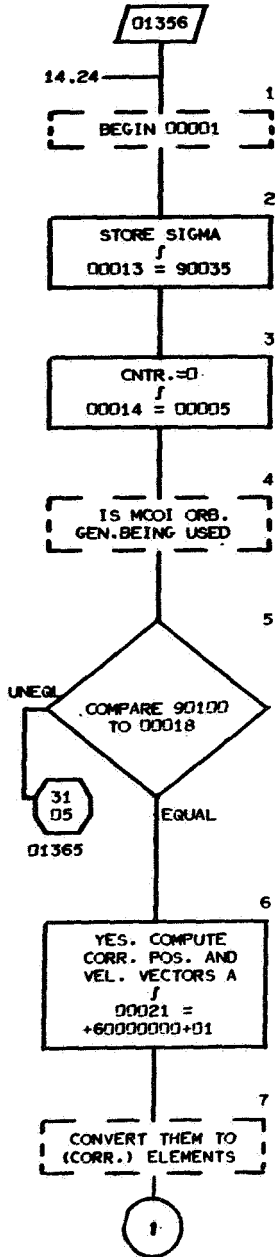 01356
14.24
1
BEGIN 00001
2
STORE SIGMA
∫
00013 = 90035
3
CNTR.=0
∫
00014 = 00005
4
IS MCOI ORB.
GEN.BEING USED
5
UNEQL
COMPARE 90100
TO 00018
31
05
01365
EQUAL
6
YES. COMPUTE
CORR. POS. AND
VEL. VECTORS A
∫
00021 =
+60000000+01
7
CONVERT THEM TO
(CORR.) ELEMENTS
1